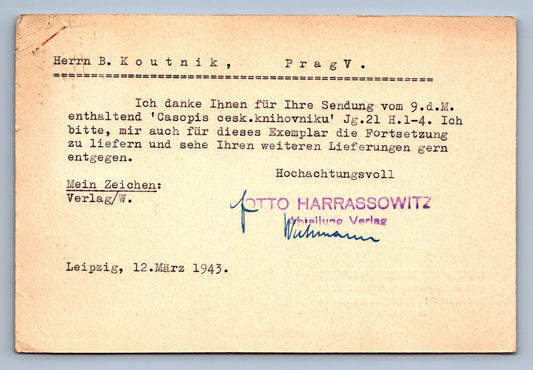 Herrn B. K o u t n i k ,        P r a g V .
=================================================
Ich danke Ihnen für Ihre Sendung vom 9.d.M.
enthaltend 'Casopis cesk.knihovniku' Jg.21 H.1-4. Ich
bitte, mir auch für dieses Exemplar die Fortsetzung
zu liefern und sehe Ihren weiteren Lieferungen gern
entgegen.
Hochachtungsvoll
Mein Zeichen:
Verlag/W.
OTTO HARRASSOWITZ
Abteilung Verlag
Leipzig, 12.März 1943.